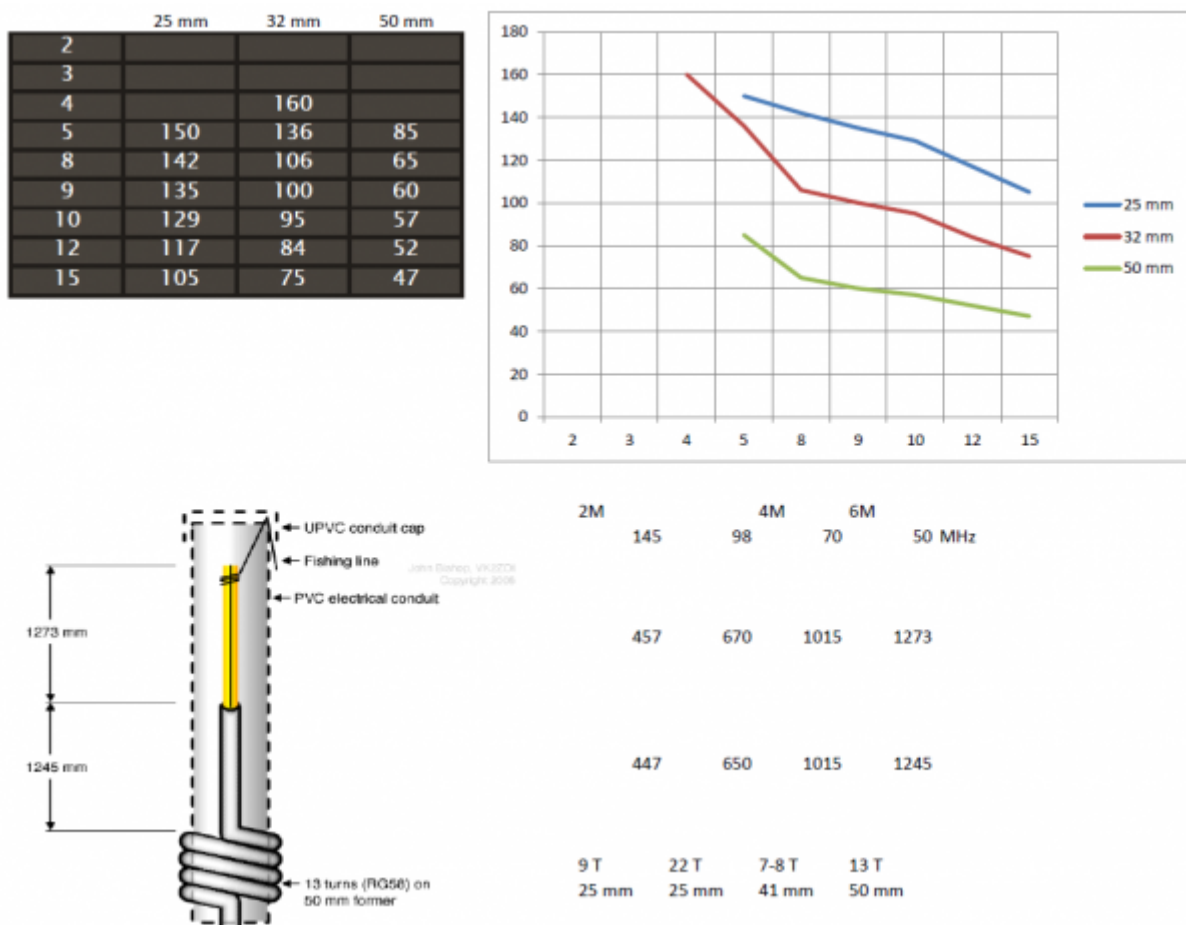 25 mm 32 mm 50 mm
2
3
4 160
5 150 136 85
8 142 106 65
9 135 100 60
10 129 95 57
12 117 84 52
15 105 75 47
180
160
140
120
100
80
60
40
20
0
2 3 4 5 8 9 10 12 15
25 mm
32 mm
50 mm
UPVC conduit cap
Fishing line
John Bishop, VK2ZOI
Copyright 2006
PVC electrical conduit
1273 mm
1245 mm
13 turns (RG58) on
50 mm former
2M 4M 6M
145 98 70 50 MHz
457 670 1015 1273
447 650 1015 1245
9 T 22 T 7-8 T 13 T
25 mm 25 mm 41 mm 50 mm